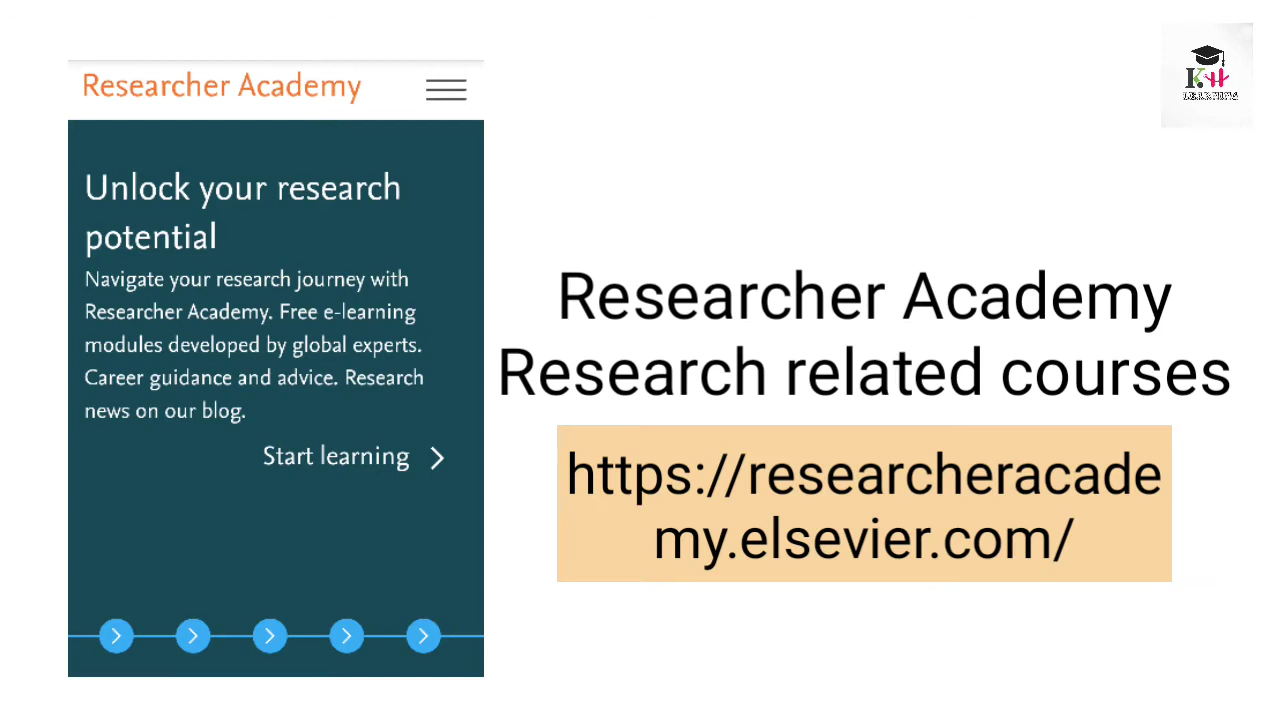 Researcher Academy
Unlock your research
potential
Navigate your research journey with
Researcher Academy. Free e-learning
modules developed by global experts.
Career guidance and advice. Research
news on our blog.
Start learning
Researcher Academy
Research related courses
https://researcheracade
my.elsevier.com/
KH
LEARNING